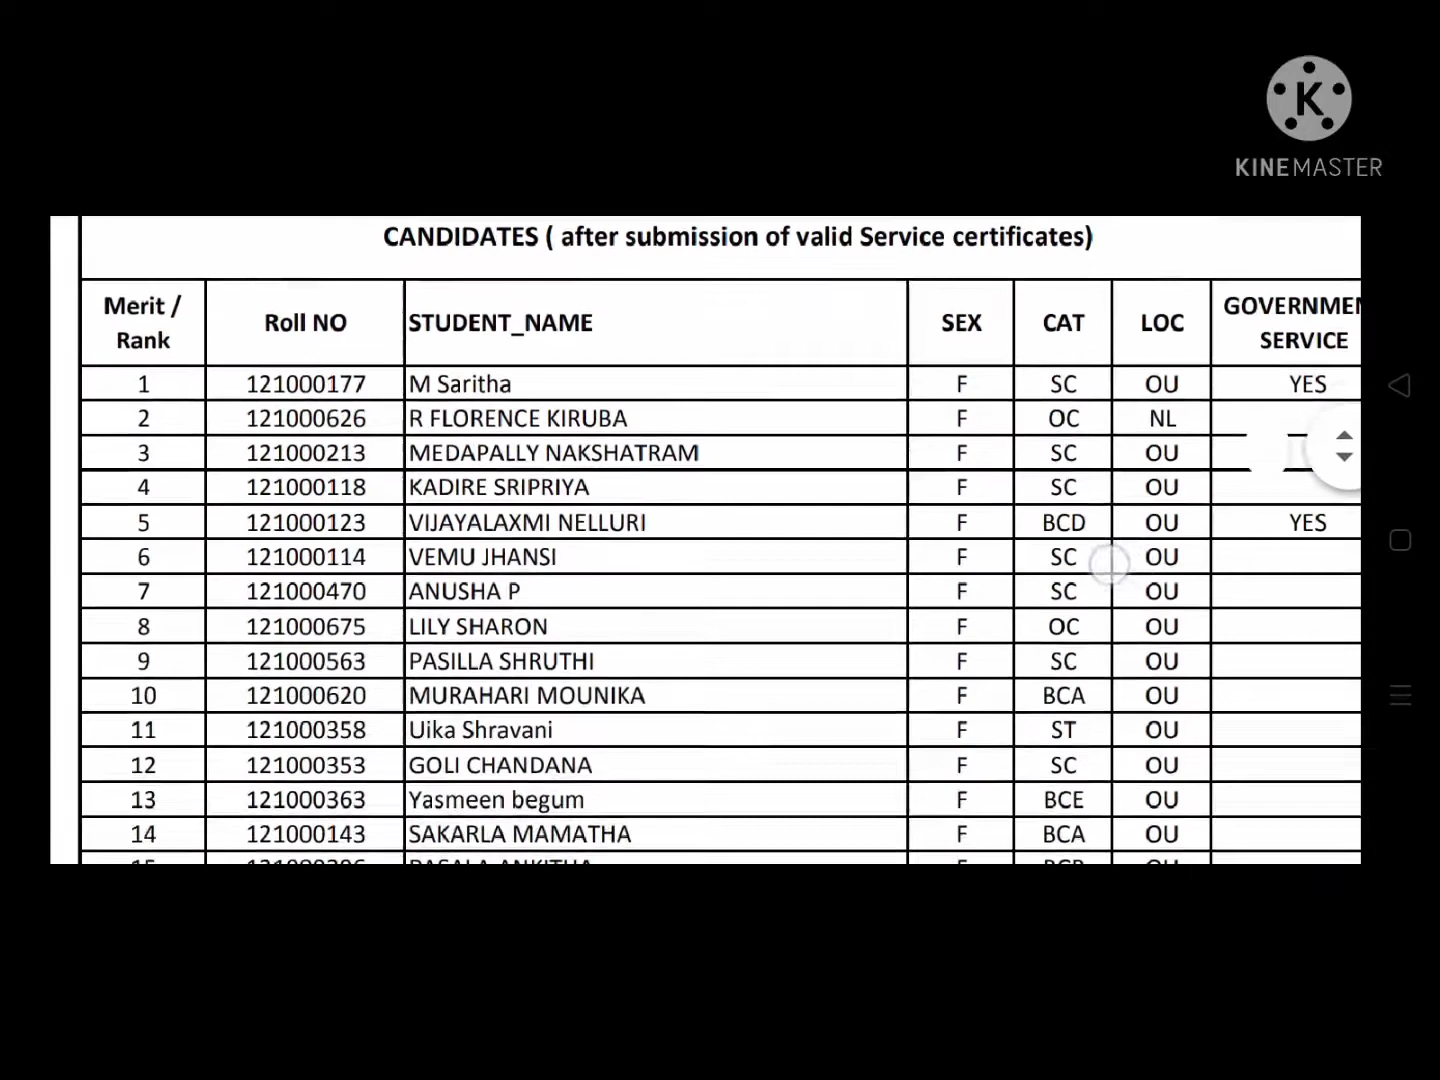 KINEMASTER
CANDIDATES ( after submission of valid Service certificates)
Merit / Rank Roll NO STUDENT_NAME SEX CAT LOC GOVERNMEN SERVICE
1 121000177 M Saritha F SC OU YES
2 121000626 R FLORENCE KIRUBA F OC NL
3 121000213 MEDAPALLY NAKSHATRAM F SC OU
4 121000118 KADIRE SRIPRIYA F SC OU
5 121000123 VIJAYALAXMI NELLURI F BCD OU YES
6 121000114 VEMU JHANSI F SC OU
7 121000470 ANUSHA P F SC OU
8 121000675 LILY SHARON F OC OU
9 121000563 PASILLA SHRUTHI F SC OU
10 121000620 MURAHARI MOUNIKA F BCA OU
11 121000358 Uika Shravani F ST OU
12 121000353 GOLI CHANDANA F SC OU
13 121000363 Yasmeen begum F BCE OU
14 121000143 SAKARLA MAMATHA F BCA OU